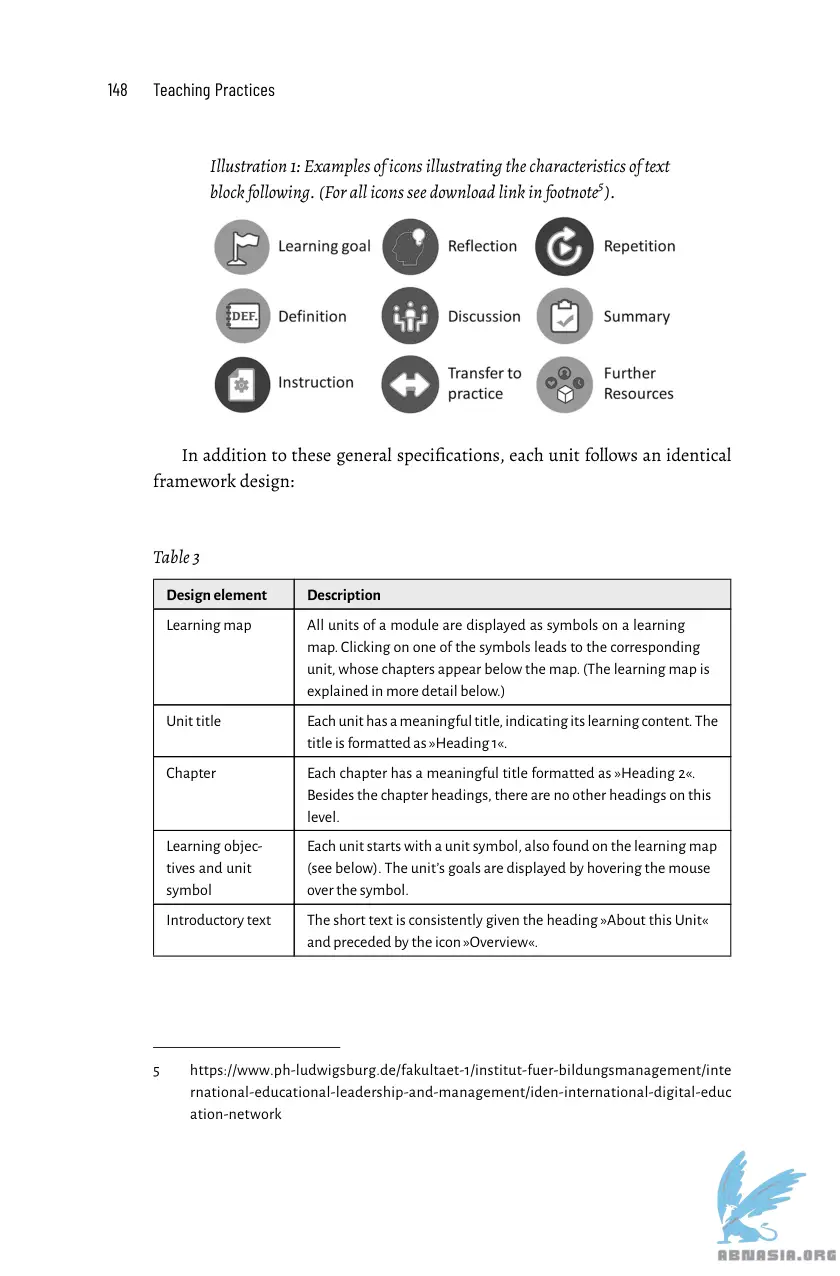 148 Teaching Practices
Illustration 1: Examples of icons illustrating the characteristics of text
block following. (For all icons see download link in footnote5).
Learning goal Reflection Repetition
DEF. Definition Discussion Summary
Instruction Transfer to practice Further Resources
In addition to these general specifications, each unit follows an identical
framework design:
Table 3
Design element Description
Learning map All units of a module are displayed as symbols on a learning
map. Clicking on one of the symbols leads to the corresponding
unit, whose chapters appear below the map. (The learning map is
explained in more detail below.)
Unit title Each unit has a meaningful title, indicating its learning content. The
title is formatted as »Heading 1«.
Chapter Each chapter has a meaningful title formatted as »Heading 2«.
Besides the chapter headings, there are no other headings on this
level.
Learning objec- Each unit starts with a unit symbol, also found on the learning map
tives and unit (see below). The unit’s goals are displayed by hovering the mouse
symbol over the symbol.
Introductory text The short text is consistently given the heading »About this Unit«
and preceded by the icon »Overview«.
5 https://www.ph-ludwigsburg.de/fakultaet-1/institut-fuer-bildungsmanagement/inte
rnational-educational-leadership-and-management/iden-international-digital-educ
ation-network
ABNASIA.ORG